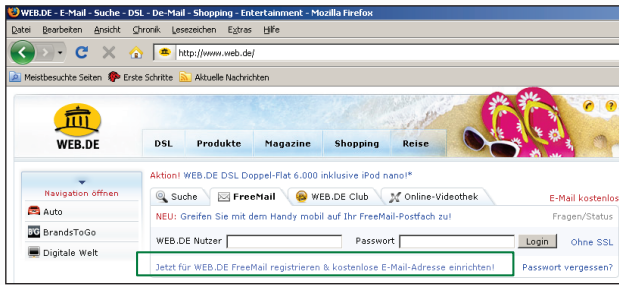 WEB.DE - E-Mail - Suche - DSL - De-Mail - Shopping - Entertainment - Mozilla Firefox
Datei Bearbeiten Ansicht Chronik Lesezeichen Extras Hilfe
http://www.web.de/
Meistbesuchte Seiten Erste Schritte Aktuelle Nachrichten
WEB.DE
DSL Produkte Magazine Shopping Reise
Aktion! WEB.DE DSL Doppel-Flat 6.000 inklusive iPod nano!*
Navigation öffnen
Suche FreeMail WEB.DE Club Online-Videothek E-Mail kostenlos
Auto
NEU: Greifen Sie mit dem Handy mobil auf Ihr FreeMail-Postfach zu! Fragen/Status
BG BrandsToGo
WEB.DE Nutzer Passwort Login Ohne SSL
Digitale Welt
Jetzt für WEB.DE FreeMail registrieren & kostenlose E-Mail-Adresse einrichten! Passwort vergessen?